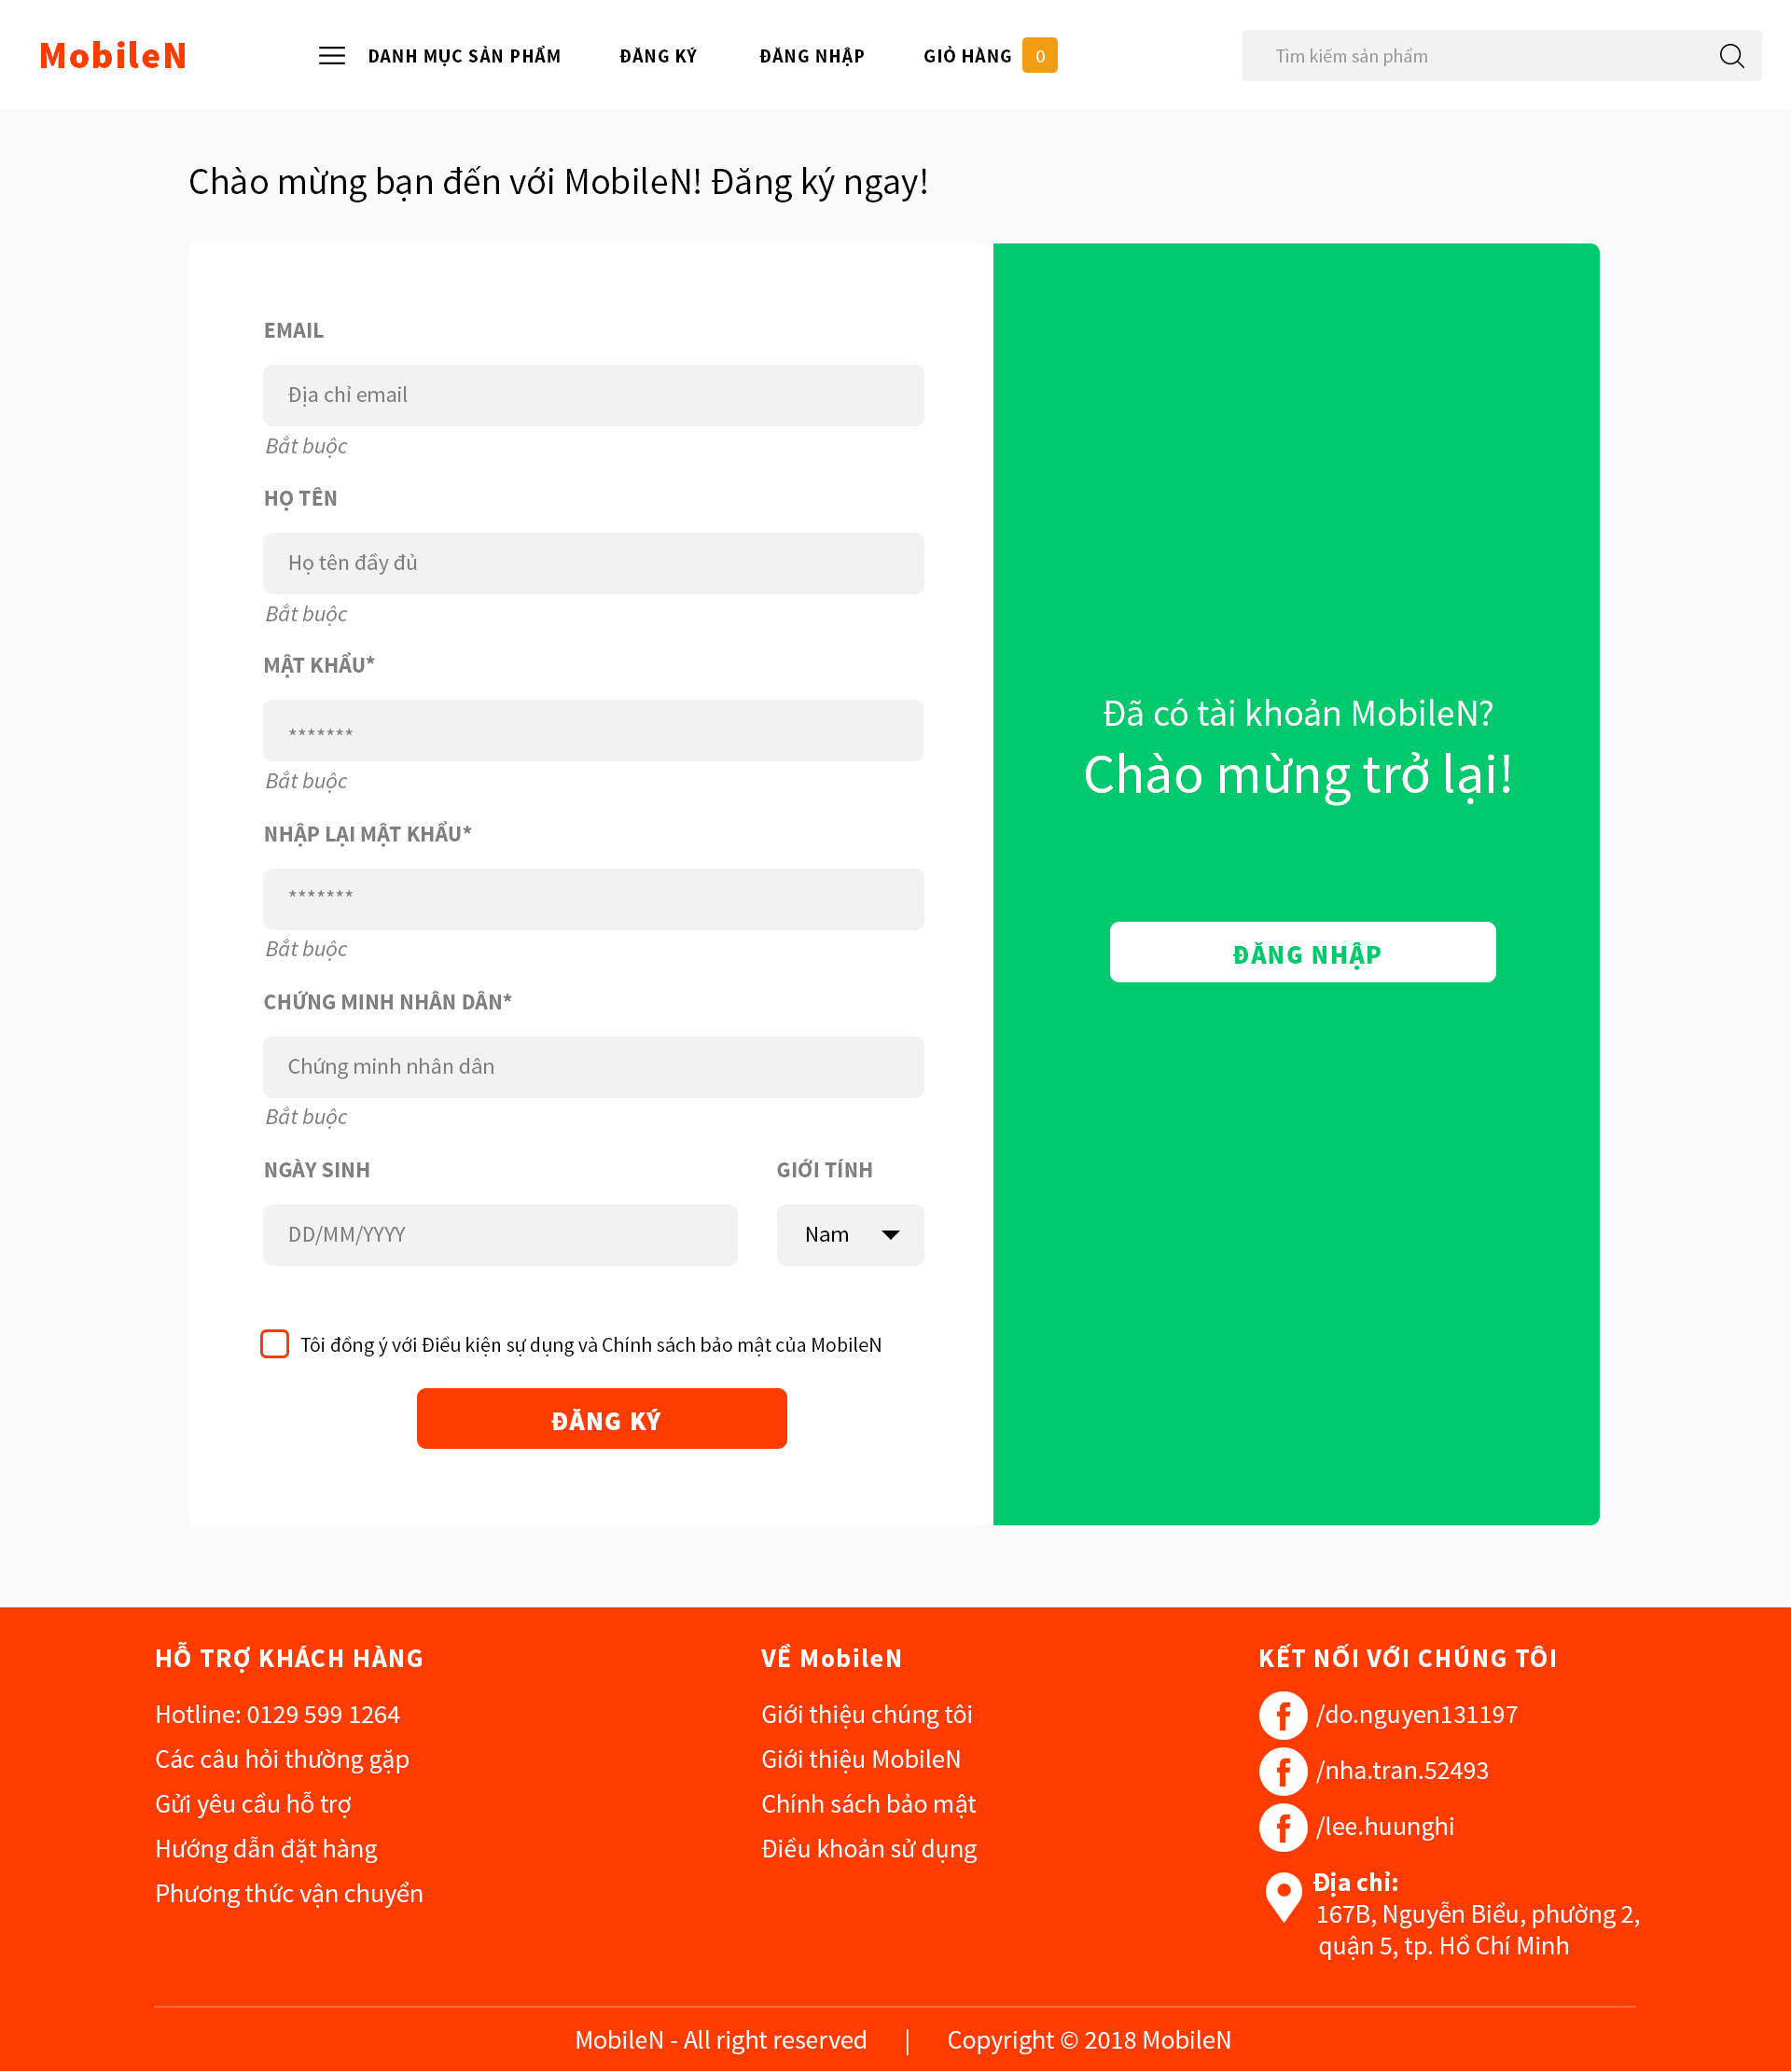 MobileN
DANH MỤC SẢN PHẨM
ĐĂNG KÝ
ĐĂNG NHẬP
GIỎ HÀNG 0
Tìm kiếm sản phẩm
Chào mừng bạn đến với MobileN! Đăng ký ngay!
EMAIL
Địa chỉ email
Bắt buộc
HỌ TÊN
Họ tên đầy đủ
Bắt buộc
MẬT KHẨU*
*******
Bắt buộc
NHẬP LẠI MẬT KHẨU*
*******
Bắt buộc
CHỨNG MINH NHÂN DÂN*
Chứng minh nhân dân
Bắt buộc
NGÀY SINH
DD/MM/YYYY
GIỚI TÍNH
Nam
Tôi đồng ý với Điều kiện sự dụng và Chính sách bảo mật của MobileN
ĐĂNG KÝ
Đã có tài khoản MobileN?
Chào mừng trở lại!
ĐĂNG NHẬP
HỖ TRỢ KHÁCH HÀNG
Hotline: 0129 599 1264
Các câu hỏi thường gặp
Gửi yêu cầu hỗ trợ
Hướng dẫn đặt hàng
Phương thức vận chuyển
VỀ MobileN
Giới thiệu chúng tôi
Giới thiệu MobileN
Chính sách bảo mật
Điều khoản sử dụng
KẾT NỐI VỚI CHÚNG TÔI
/do.nguyen131197
/nha.tran.52493
/lee.huunghi
Địa chỉ:
167B, Nguyễn Biểu, phường 2,
quận 5, tp. Hồ Chí Minh
MobileN - All right reserved | Copyright © 2018 MobileN